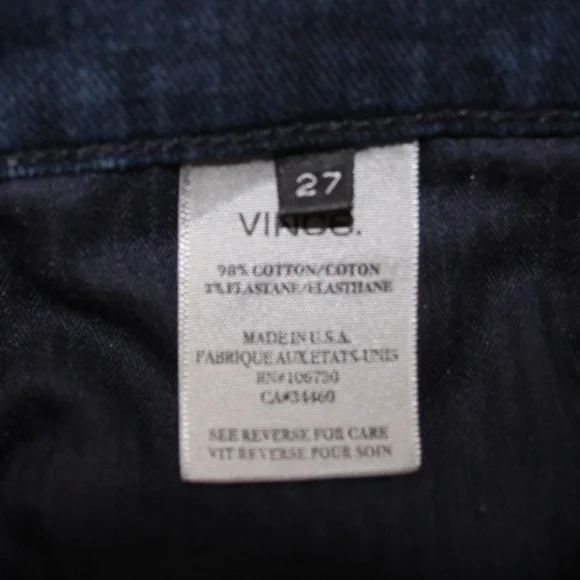 27
VINCE.
98% COTTON/COTON
2% ELASTANE/ELASTHANE
MADE IN U.S.A.
FABRIQUE AUX ETATS-UNIS
RN#106730
CA#34460
SEE REVERSE FOR CARE
VIT REVERSE POUR SOIN